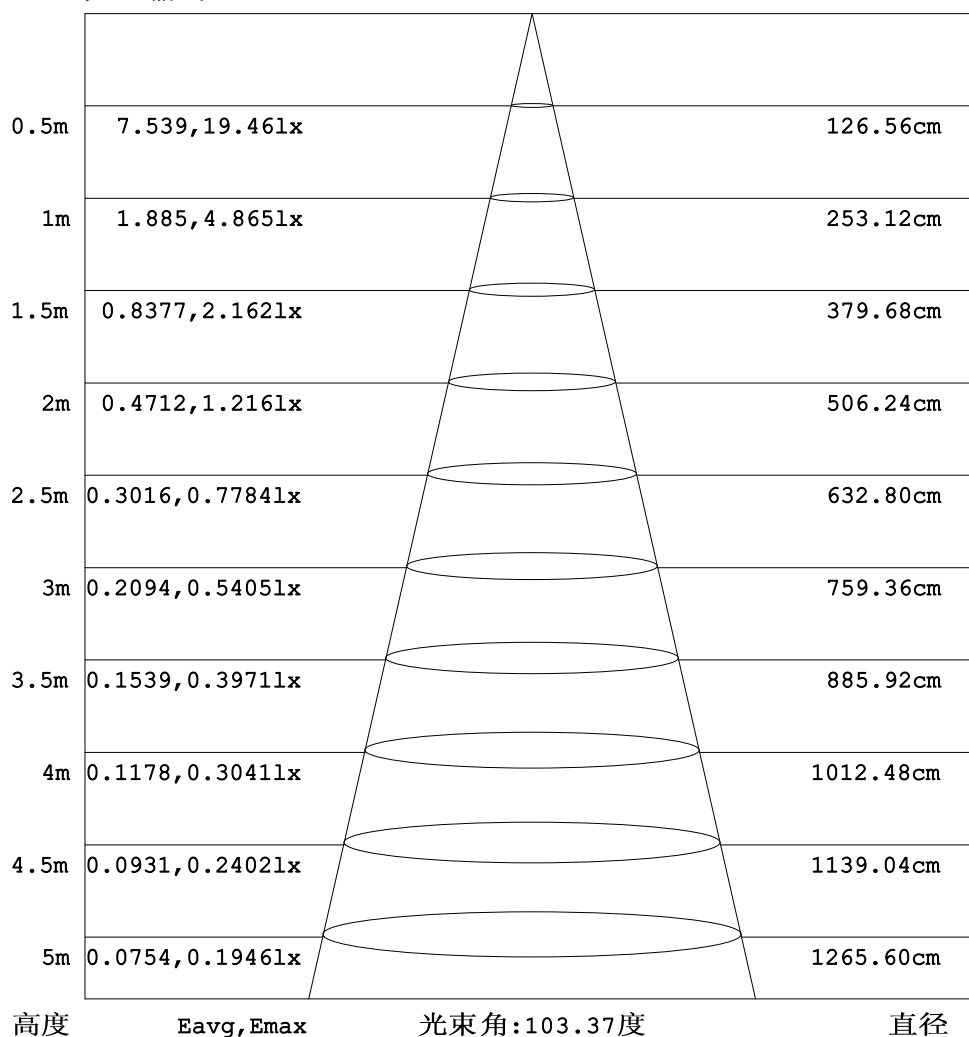 0.5m 7.539,19.46lx 126.56cm
1m 1.885,4.865lx 253.12cm
1.5m 0.8377,2.162lx 379.68cm
2m 0.4712,1.216lx 506.24cm
2.5m 0.3016,0.7784lx 632.80cm
3m 0.2094,0.5405lx 759.36cm
3.5m 0.1539,0.3971lx 885.92cm
4m 0.1178,0.3041lx 1012.48cm
4.5m 0.0931,0.2402lx 1139.04cm
5m 0.0754,0.1946lx 1265.60cm
高度 Eavg,Emax 光束角:103.37度 直径